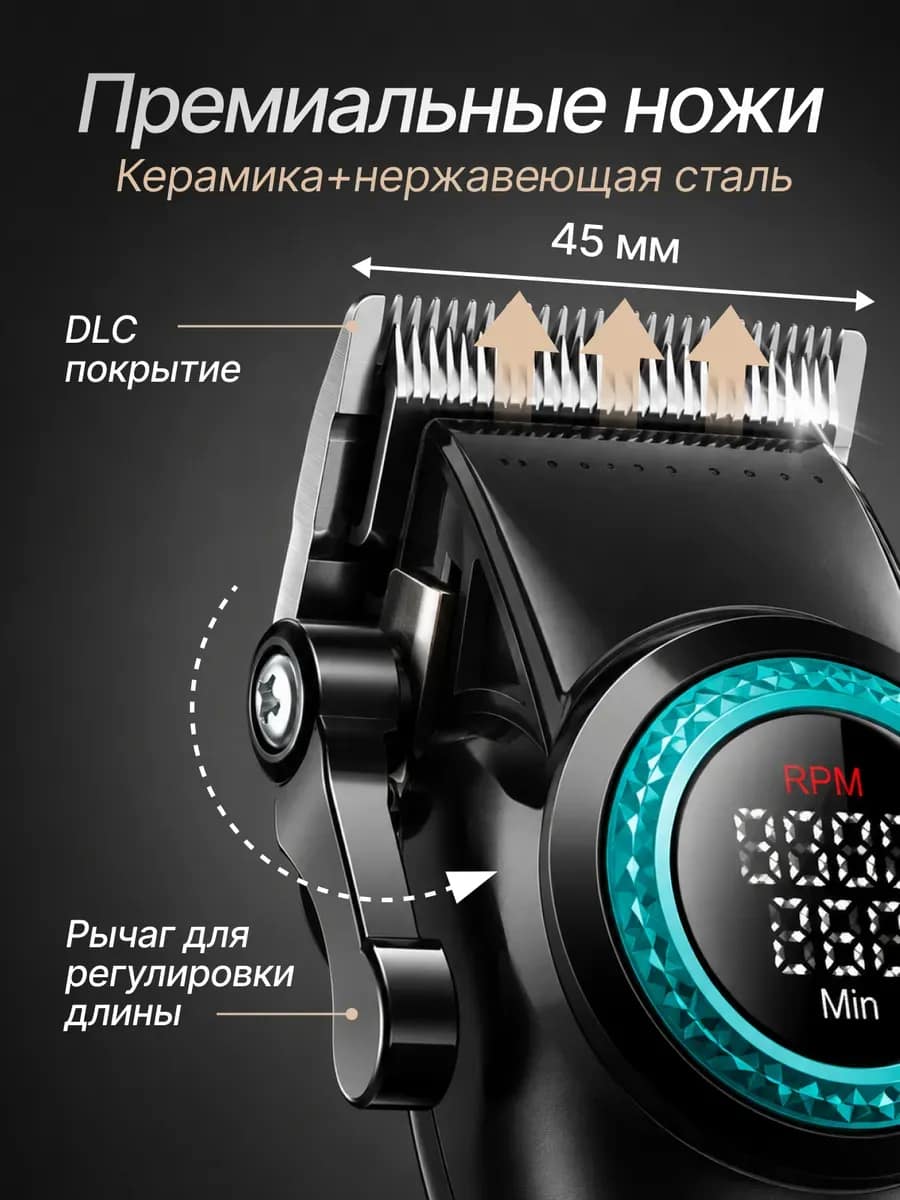 Премиальные ножи
Керамика+нержавеющая сталь
45 мм
DLC
покрытие
RPM
Min
Рычаг для
регулировки
длины